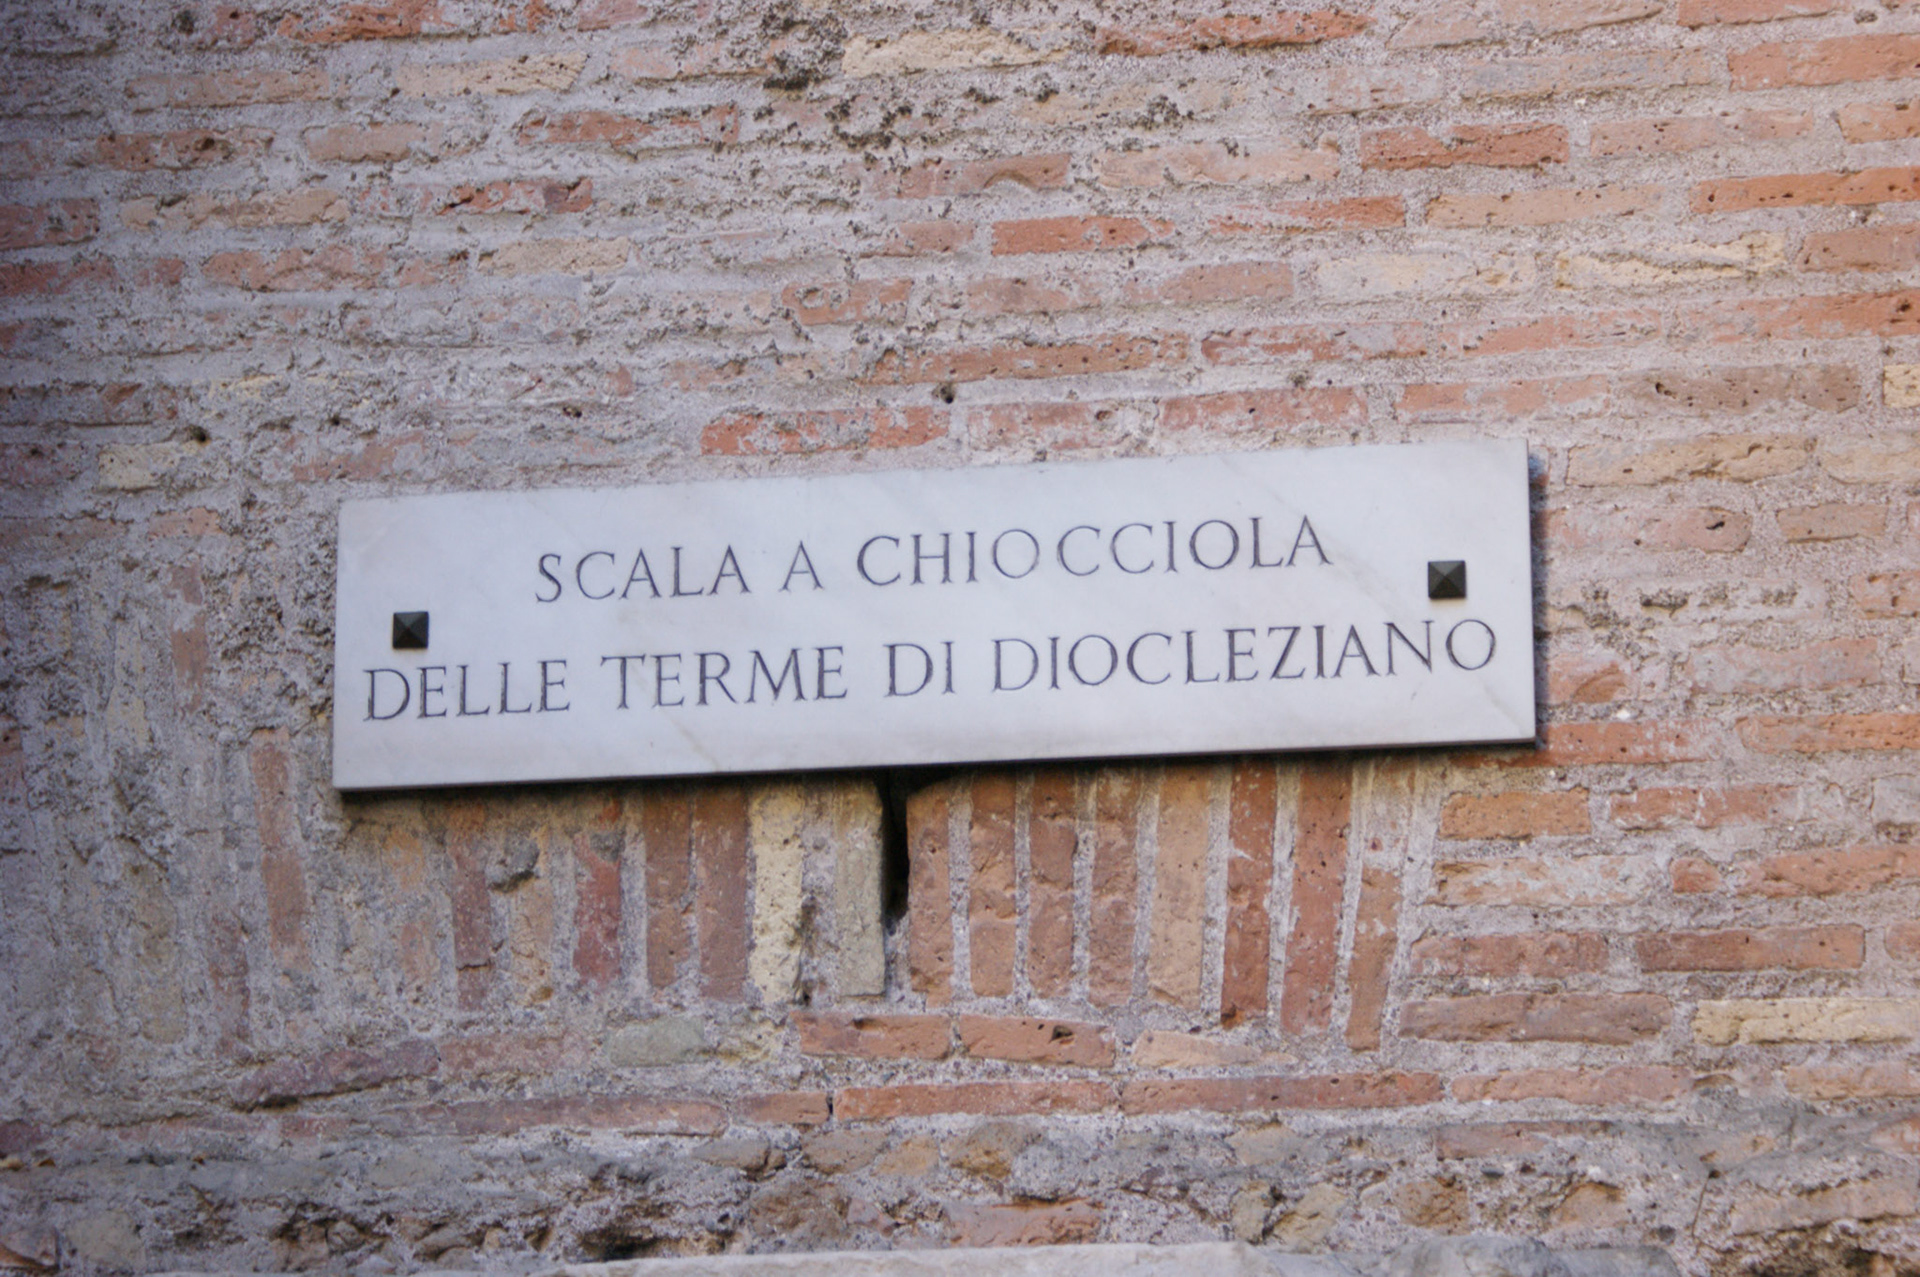 SCALA A CHIOCCIOLA
DELLE TERME DI DIOCLEZIANO